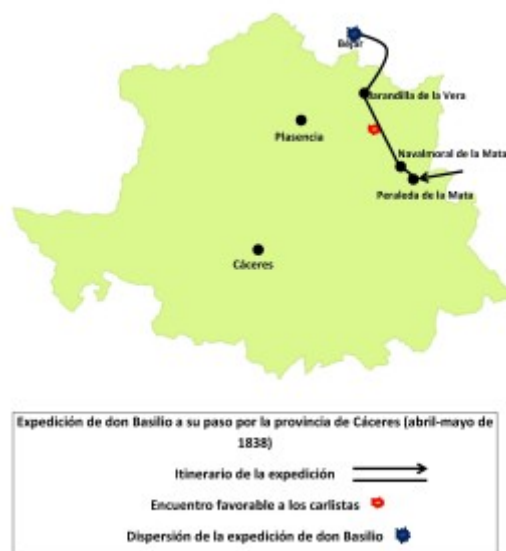 Béjar
Jarandilla de la Vera
Plasencia
Navalmoral de la Mata
Peraleda de la Mata
Cáceres
Expedición de don Basilio a su paso por la provincia de Cáceres (abril-mayo de
1838)
Itinerario de la expedición
Encuentro favorable a los carlistas
Dispersión de la expedición de don Basilio